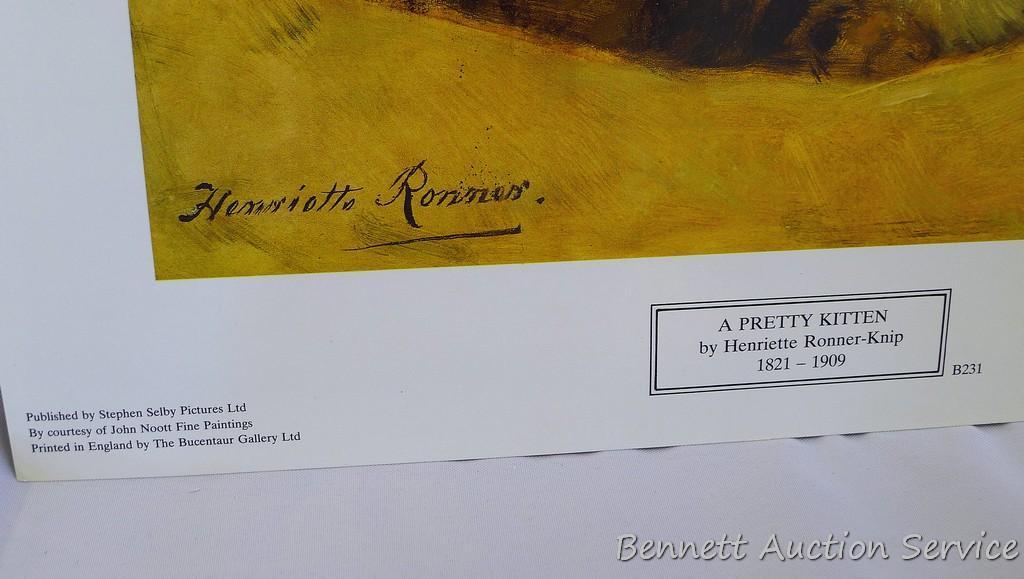 Henriette Ronner.
A PRETTY KITTEN
by Henriette Ronner-Knip
1821 – 1909
B231
Published by Stephen Selby Pictures Ltd
By courtesy of John Noott Fine Paintings
Printed in England by The Bucentaur Gallery Ltd
Bennett Auction Service